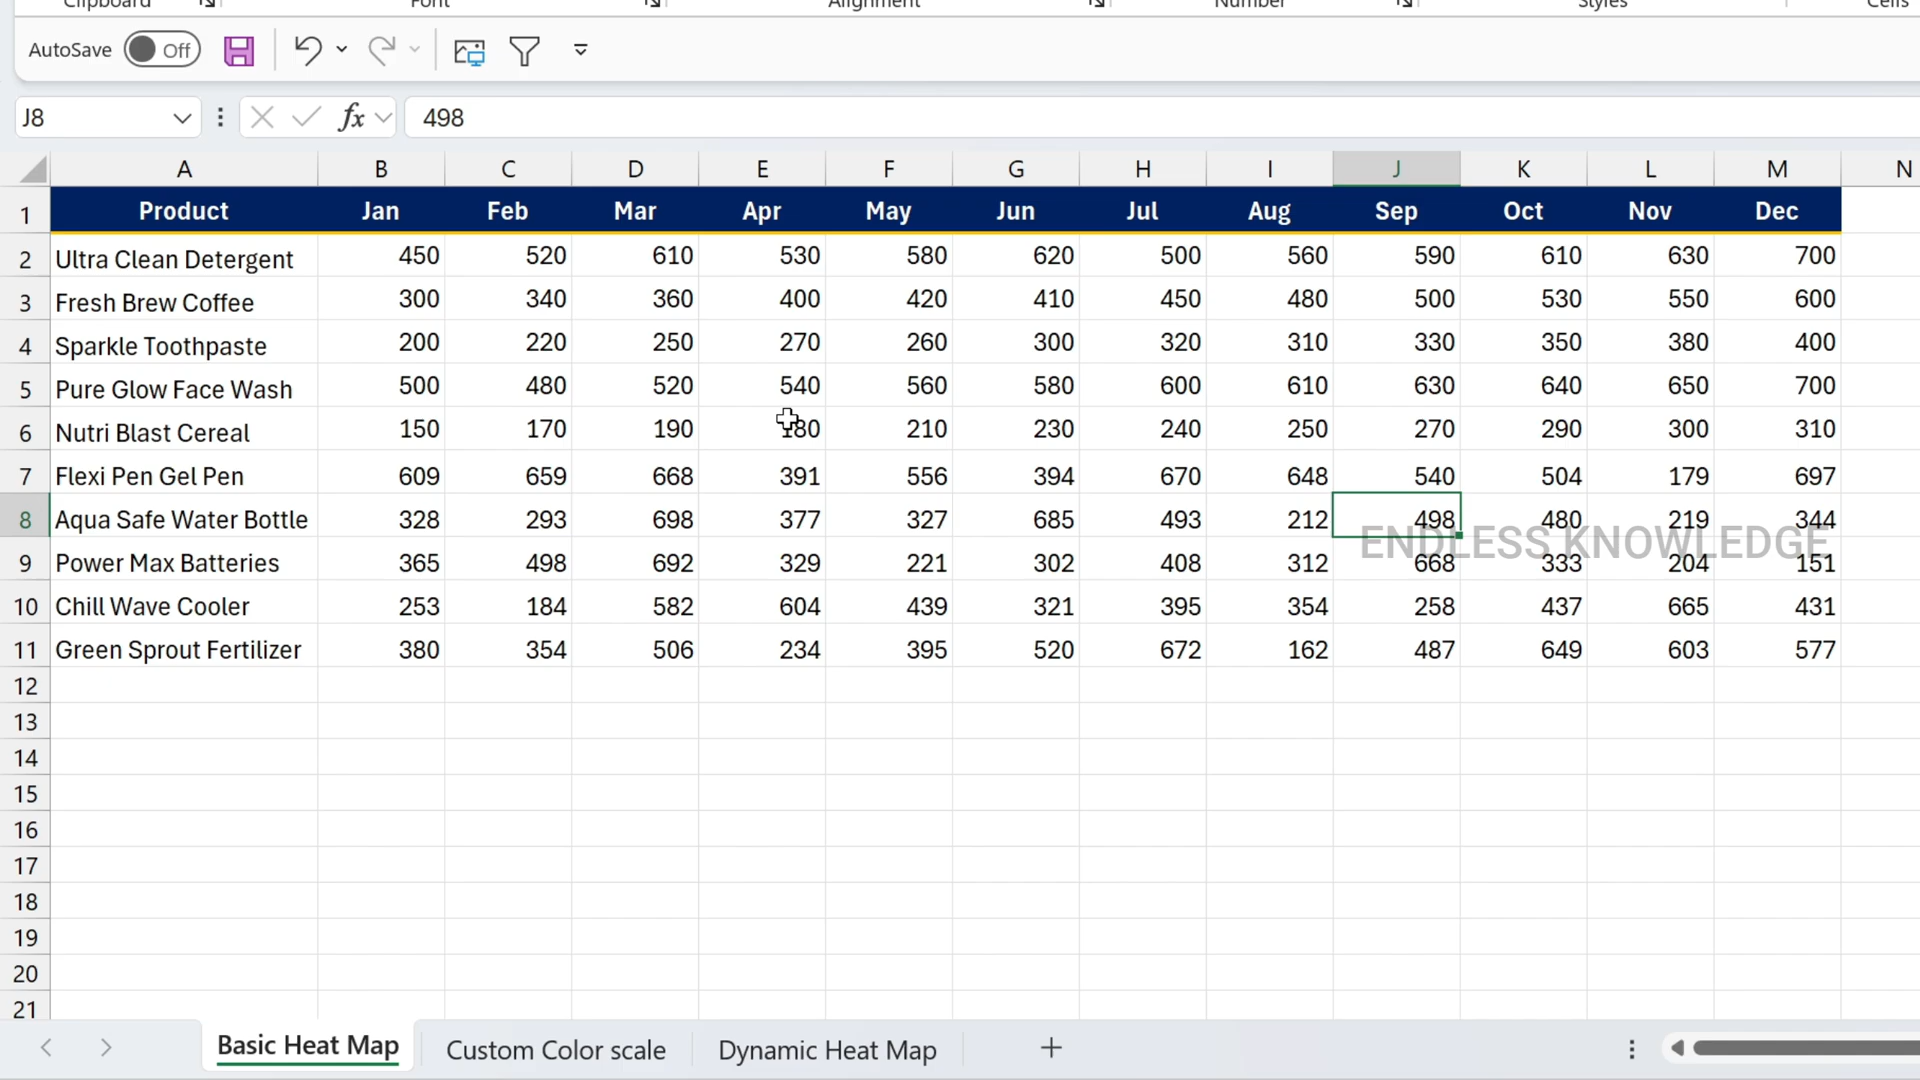 Clipboard Font Alignment Number Styles Cells
AutoSave Off
J8 fx 498
A B C D E F G H I J K L M N
1 Product Jan Feb Mar Apr May Jun Jul Aug Sep Oct Nov Dec
2 Ultra Clean Detergent 450 520 610 530 580 620 500 560 590 610 630 700
3 Fresh Brew Coffee 300 340 360 400 420 410 450 480 500 530 550 600
4 Sparkle Toothpaste 200 220 250 270 260 300 320 310 330 350 380 400
5 Pure Glow Face Wash 500 480 520 540 560 580 600 610 630 640 650 700
6 Nutri Blast Cereal 150 170 190 180 210 230 240 250 270 290 300 310
7 Flexi Pen Gel Pen 609 659 668 391 556 394 670 648 540 504 179 697
8 Aqua Safe Water Bottle 328 293 698 377 327 685 493 212 498 480 219 344
ENDLESS KNOWLEDGE
9 Power Max Batteries 365 498 692 329 221 302 408 312 668 333 204 151
10 Chill Wave Cooler 253 184 582 604 439 321 395 354 258 437 665 431
11 Green Sprout Fertilizer 380 354 506 234 395 520 672 162 487 649 603 577
12
13
14
15
16
17
18
19
20
21
Basic Heat Map Custom Color scale Dynamic Heat Map